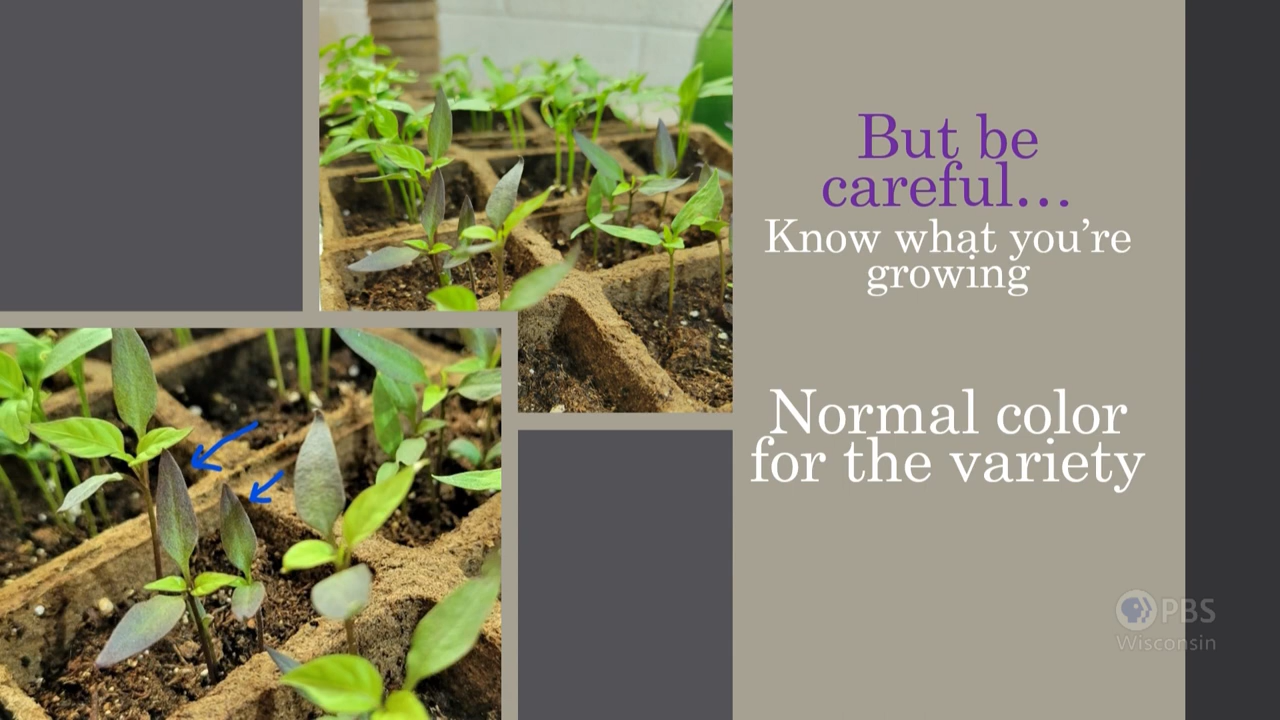 But be
careful...
Know what you’re
growing
Normal color
for the variety
PBS
Wisconsin